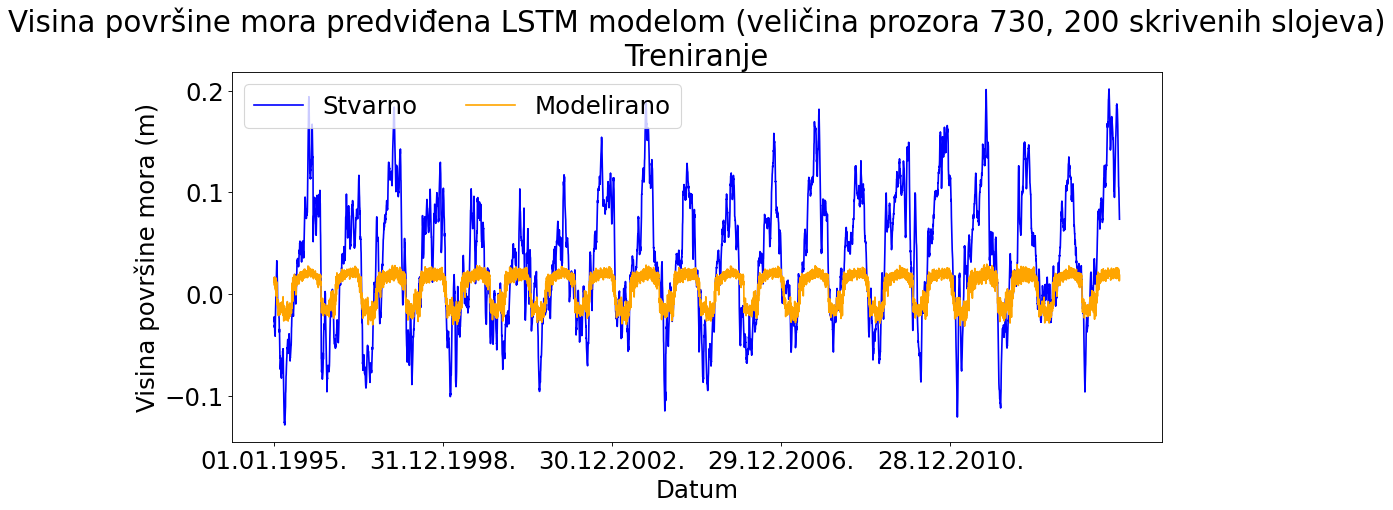 Visina površine mora predviđena LSTM modelom (veličina prozora 730, 200 skrivenih slojeva)
Treniranje
Stvarno
Modelirano
Visina površine mora (m)
0.2
0.1
0.0
−0.1
01.01.1995.
31.12.1998.
30.12.2002.
29.12.2006.
28.12.2010.
Datum